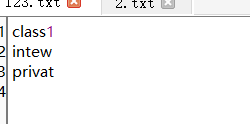 123.txt 2.txt
1 class1
2 intew
3 privat
4